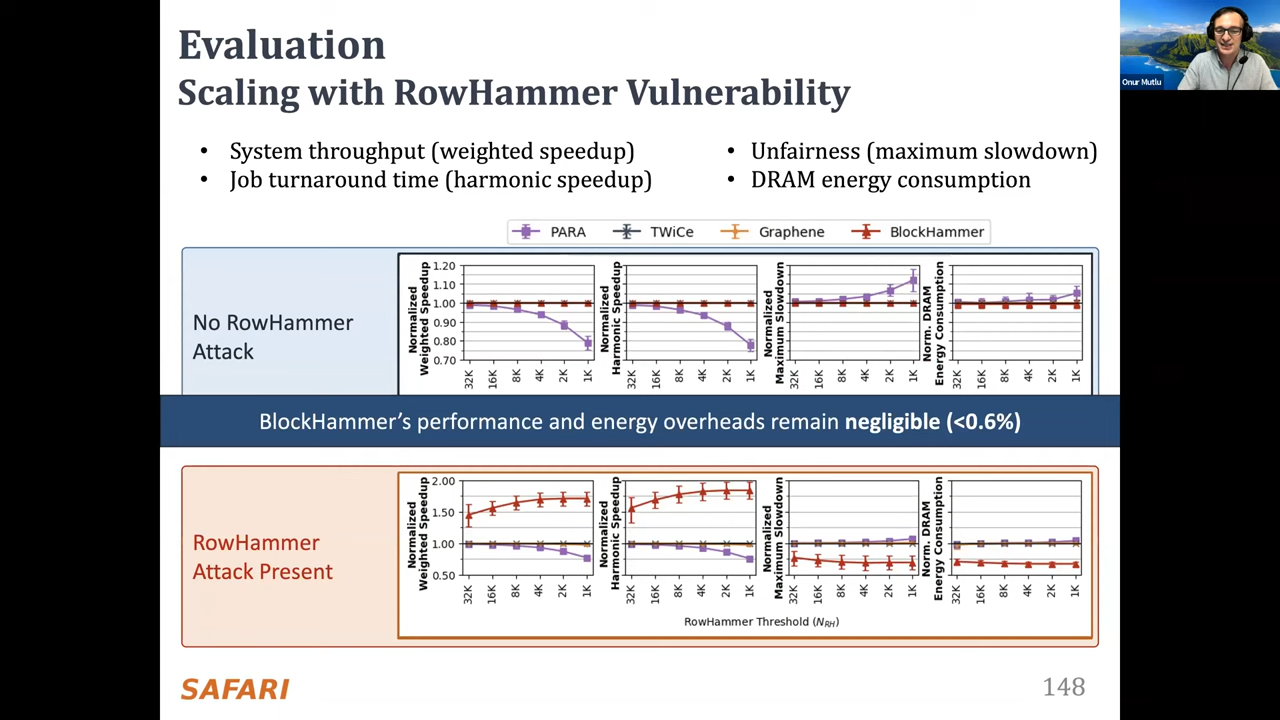 Evaluation
Scaling with RowHammer Vulnerability
• System throughput (weighted speedup)
• Job turnaround time (harmonic speedup)
• Unfairness (maximum slowdown)
• DRAM energy consumption
Onur Mutlu
PARA TWiCe Graphene BlockHammer
No RowHammer
Attack
Normalized
Weighted Speedup
1.20
1.10
1.00
0.90
0.80
0.70
32K 16K 8K 4K 2K 1K
Normalized
Harmonic Speedup
32K 16K 8K 4K 2K 1K
Normalized
Maximum Slowdown
32K 16K 8K 4K 2K 1K
Norm. DRAM
Energy Consumption
32K 16K 8K 4K 2K 1K
BlockHammer’s performance and energy overheads remain negligible (<0.6%)
RowHammer
Attack Present
Normalized
Weighted Speedup
2.00
1.50
1.00
0.50
32K 16K 8K 4K 2K 1K
Normalized
Harmonic Speedup
32K 16K 8K 4K 2K 1K
Normalized
Maximum Slowdown
32K 16K 8K 4K 2K 1K
Norm. DRAM
Energy Consumption
32K 16K 8K 4K 2K 1K
RowHammer Threshold (N_RH)
SAFARI
148